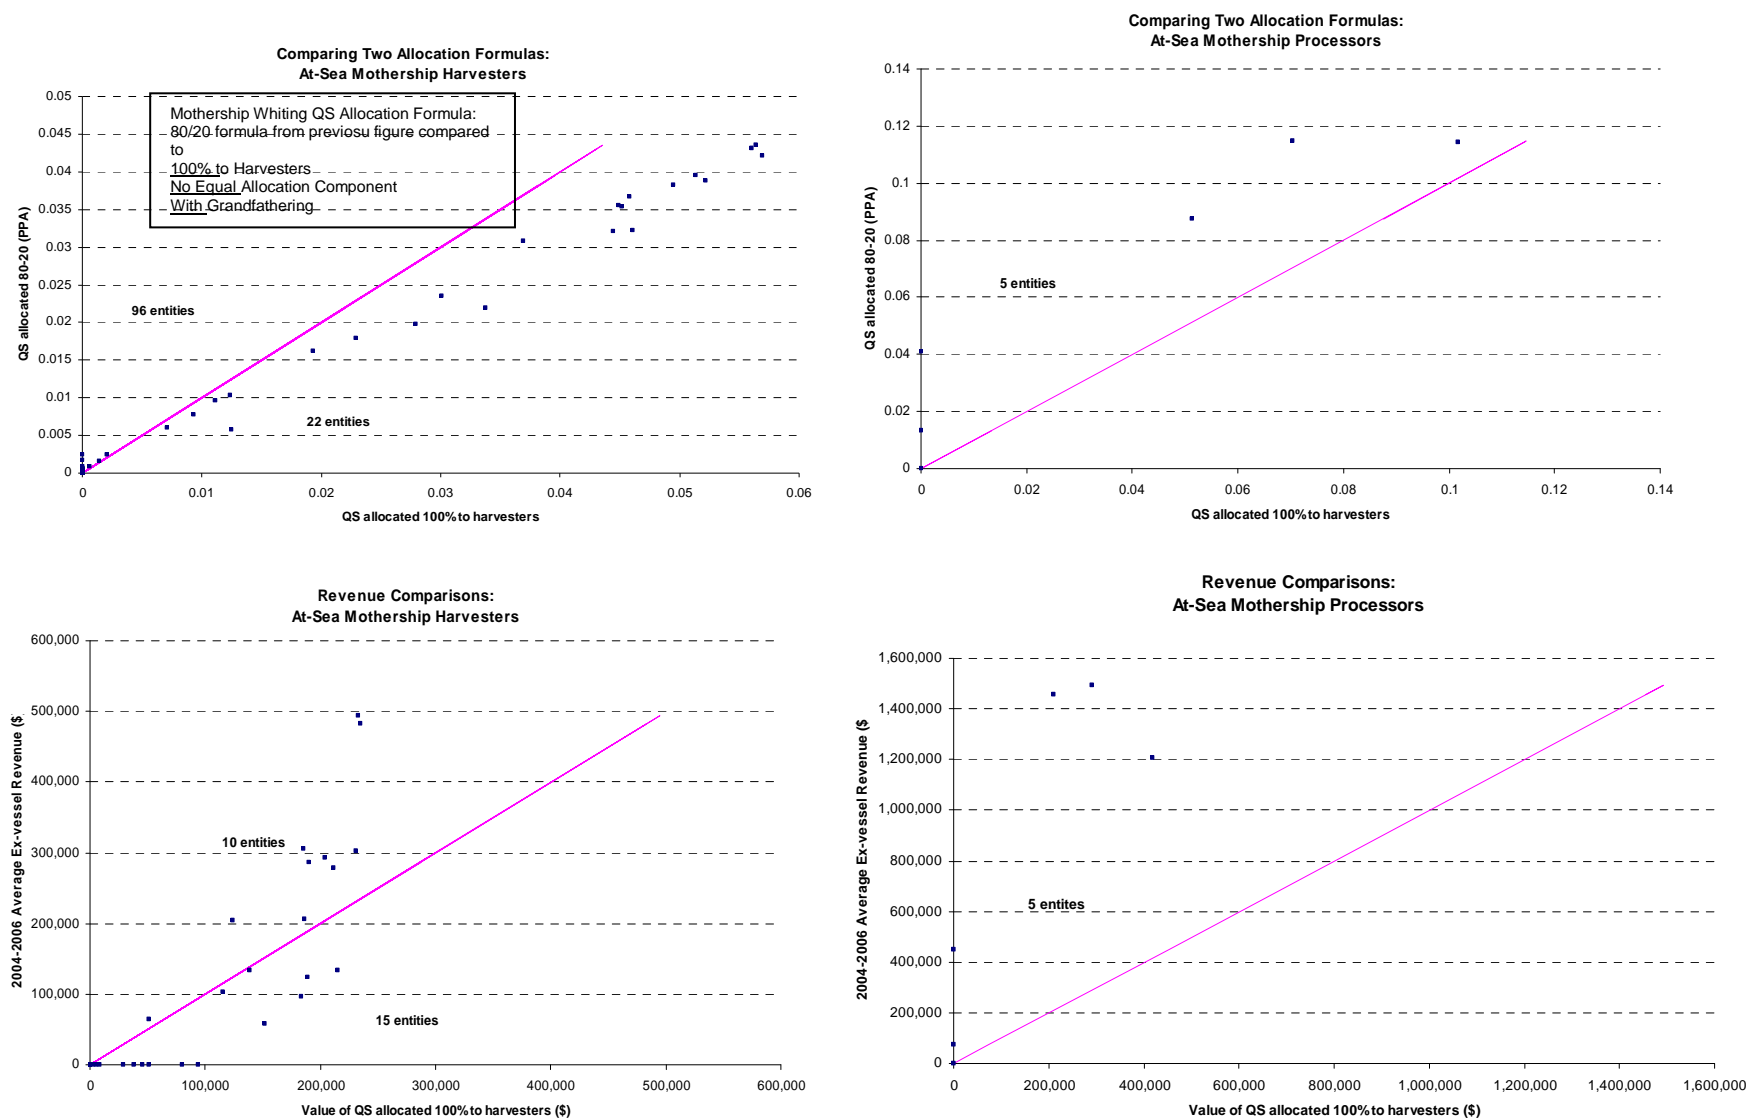 Comparing Two Allocation Formulas:
At-Sea Mothership Harvesters
0.05
0.045
0.04
0.035
0.03
0.025
0.02
0.015
0.01
0.005
0
QS allocated 80-20 (PPA)
Mothership Whiting QS Allocation Formula:
80/20 formula from previosu figure compared
to
100% to Harvesters
No Equal Allocation Component
With Grandfathering
96 entities
22 entities
0 0.01 0.02 0.03 0.04 0.05 0.06
QS allocated 100% to harvesters
Comparing Two Allocation Formulas:
At-Sea Mothership Processors
0.14
0.12
0.1
0.08
0.06
0.04
0.02
0
QS allocated 80-20 (PPA)
5 entities
0 0.02 0.04 0.06 0.08 0.1 0.12 0.14
QS allocated 100% to harvesters
Revenue Comparisons:
At-Sea Mothership Harvesters
600,000
500,000
400,000
300,000
200,000
100,000
0
2004-2006 Average Ex-vessel Revenue ($
10 entities
15 entities
0 100,000 200,000 300,000 400,000 500,000 600,000
Value of QS allocated 100% to harvesters ($)
Revenue Comparisons:
At-Sea Mothership Processors
1,600,000
1,400,000
1,200,000
1,000,000
800,000
600,000
400,000
200,000
0
2004-2006 Average Ex-vessel Revenue ($
5 entites
0 200,000 400,000 600,000 800,000 1,000,000 1,200,000 1,400,000 1,600,000
Value of QS allocated 100% to harvesters ($)